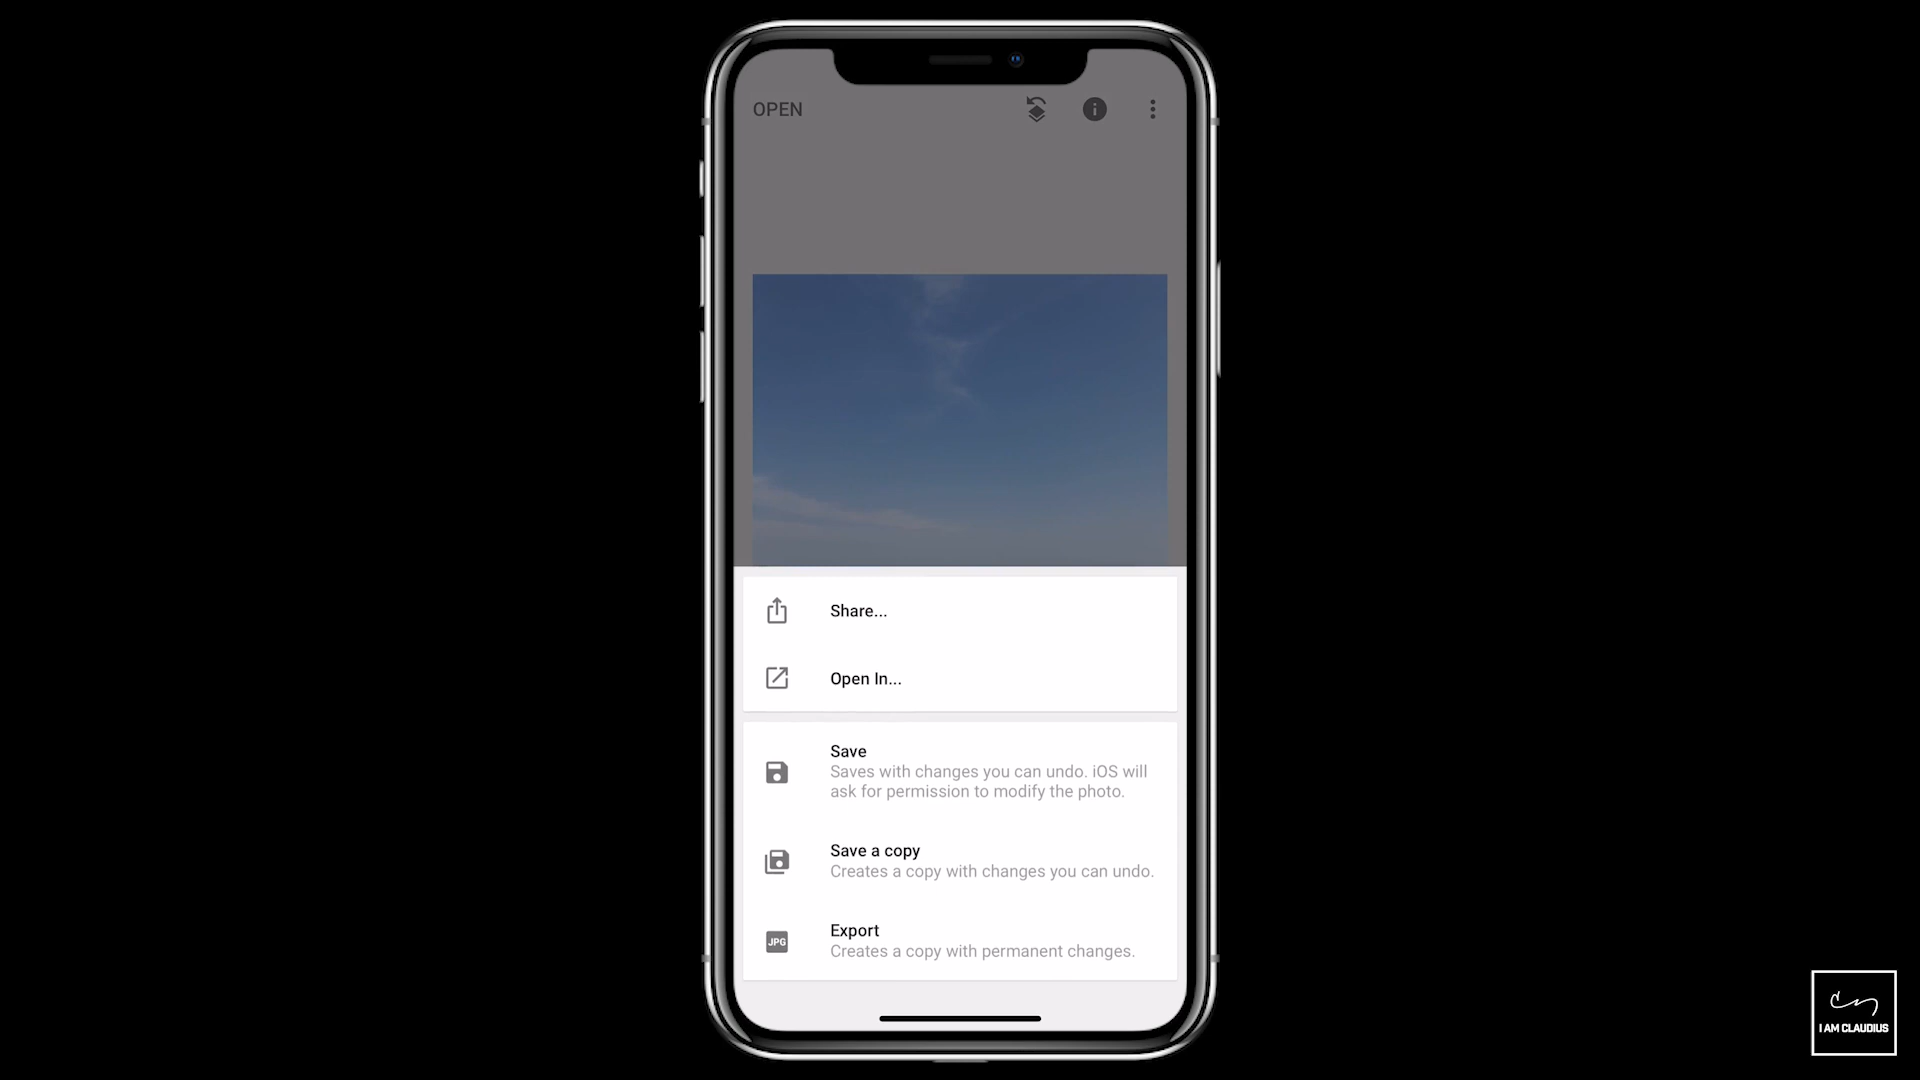 OPEN
Share...
Open In...
Save
Saves with changes you can undo. iOS will
ask for permission to modify the photo.
Save a copy
Creates a copy with changes you can undo.
JPG
Export
Creates a copy with permanent changes.
I AM CLAUDIUS